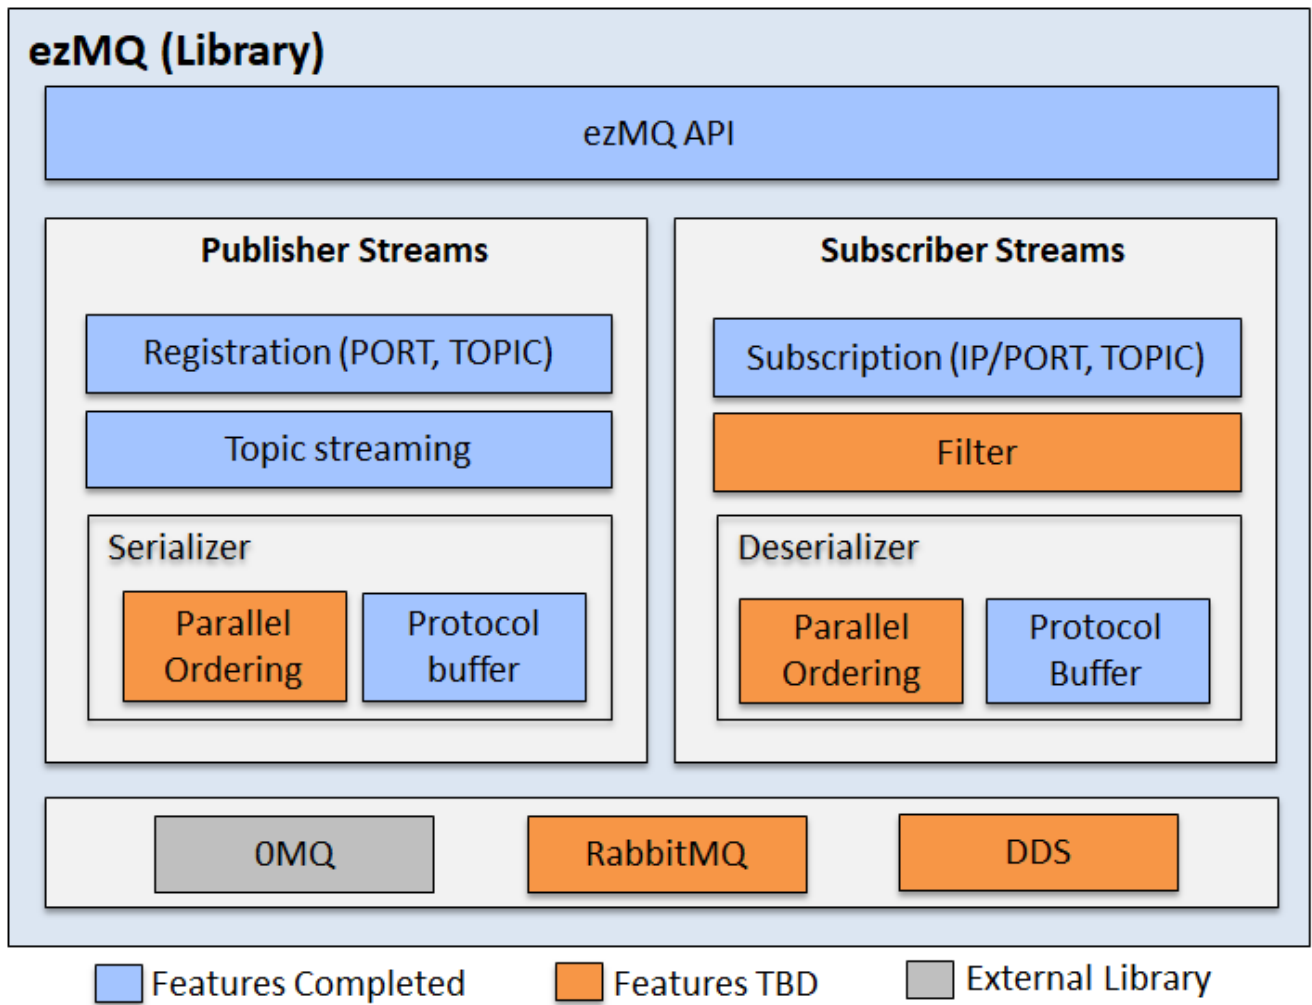 ezMQ (Library)
ezMQ API
Publisher Streams
Registration (PORT, TOPIC)
Topic streaming
Serializer
Parallel
Ordering
Protocol
buffer
Subscriber Streams
Subscription (IP/PORT, TOPIC)
Filter
Deserializer
Parallel
Ordering
Protocol
Buffer
0MQ
RabbitMQ
DDS
Features Completed
Features TBD
External Library